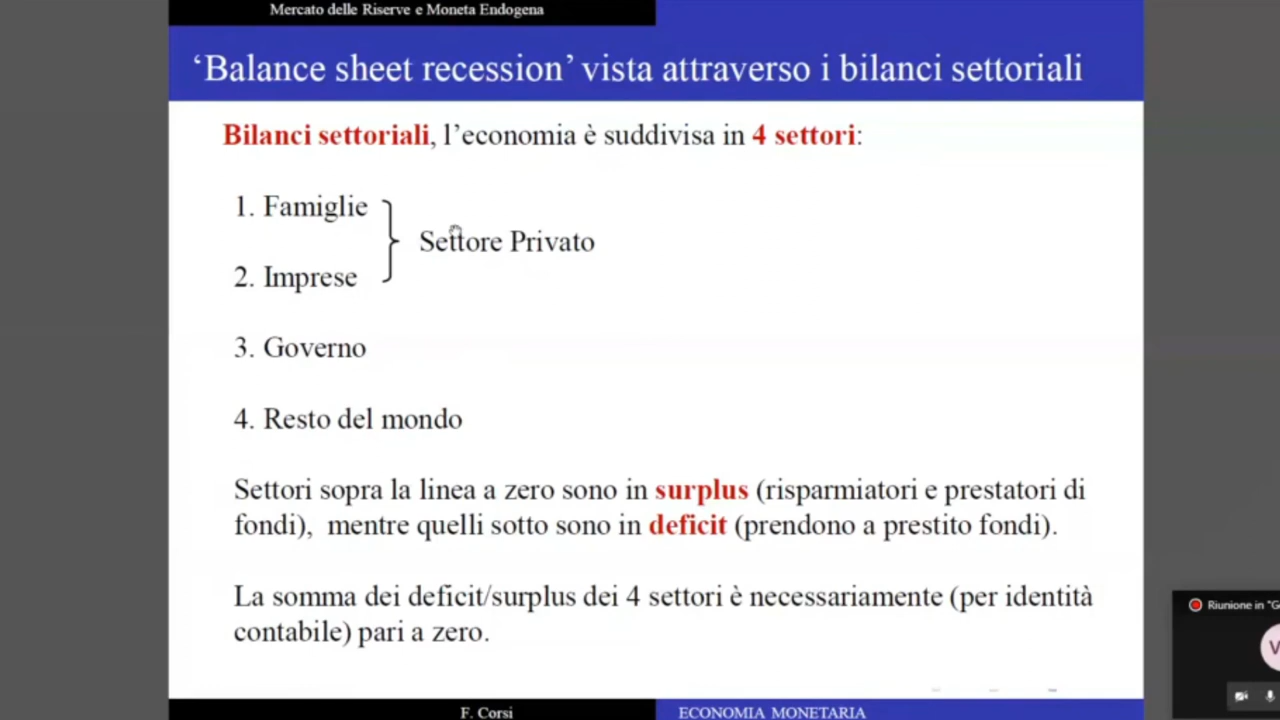 Mercato delle Riserve e Moneta Endogena
‘Balance sheet recession’ vista attraverso i bilanci settoriali
Bilanci settoriali, l’economia è suddivisa in 4 settori:
1. Famiglie
Settore Privato
2. Imprese
3. Governo
4. Resto del mondo
Settori sopra la linea a zero sono in surplus (risparmiatori e prestatori di
fondi), mentre quelli sotto sono in deficit (prendono a prestito fondi).
La somma dei deficit/surplus dei 4 settori è necessariamente (per identità
contabile) pari a zero.
Riunione in "G
V
F. Corsi
ECONOMIA MONETARIA